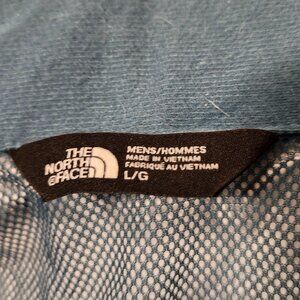 THE
NORTH
FACE
MENS/HOMMES
MADE IN VIETNAM
FABRIQUÉ AU VIETNAM
L/G